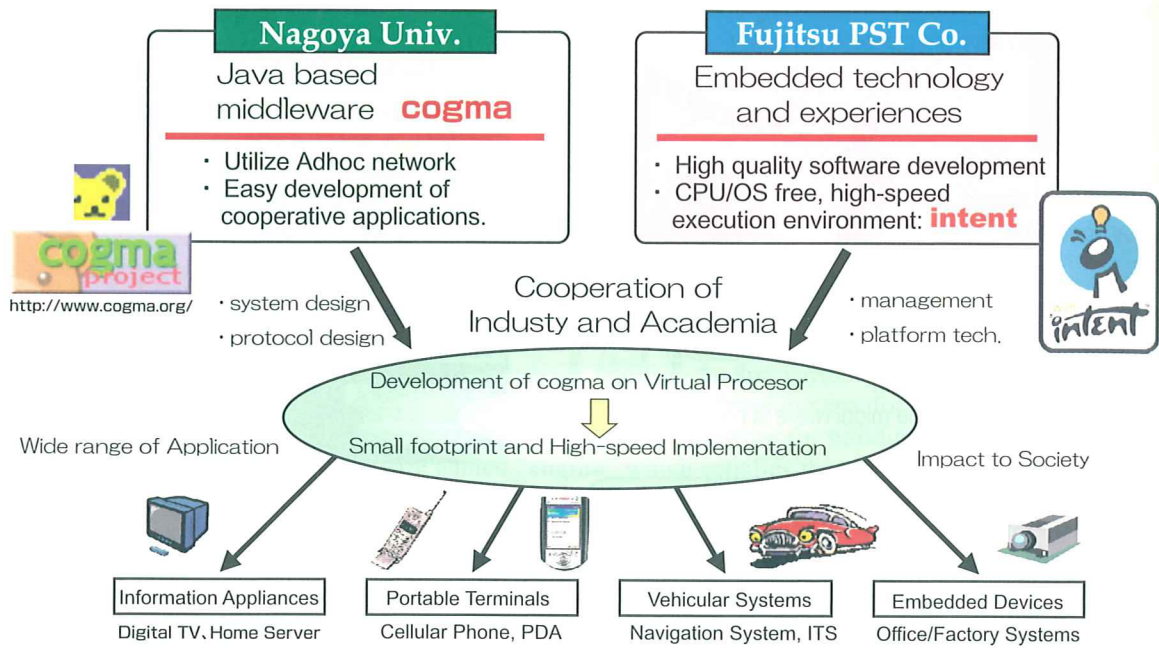 Nagoya Univ.
Java based
middleware cogma
・Utilize Adhoc network
・Easy development of
cooperative applications.
Fujitsu PST Co.
Embedded technology
and experiences
・High quality software development
・CPU/OS free, high-speed
execution environment: intent
cogma
project
http://www.cogma.org/
・system design
・protocol design
Cooperation of
Industy and Academia
・management
・platform tech.
intent
Development of cogma on Virtual Procesor
Small footprint and High-speed Implementation
Wide range of Application
Impact to Society
Information Appliances
Digital TV、Home Server
Portable Terminals
Cellular Phone, PDA
Vehicular Systems
Navigation System, ITS
Embedded Devices
Office/Factory Systems